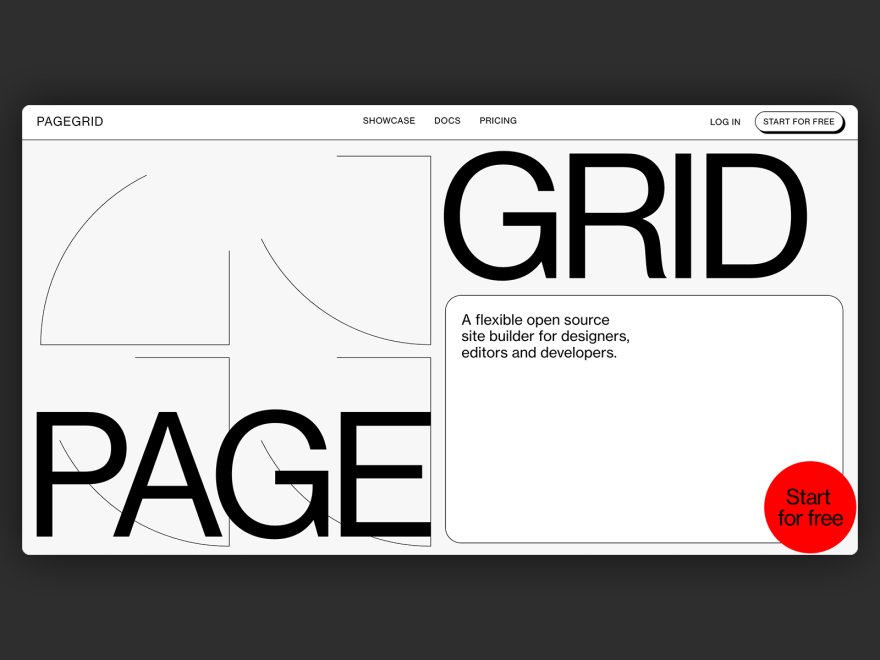 PAGEGRID
SHOWCASE DOCS PRICING
LOG IN START FOR FREE
GRID
A flexible open source
site builder for designers,
editors and developers.
PAGE
Start
for free